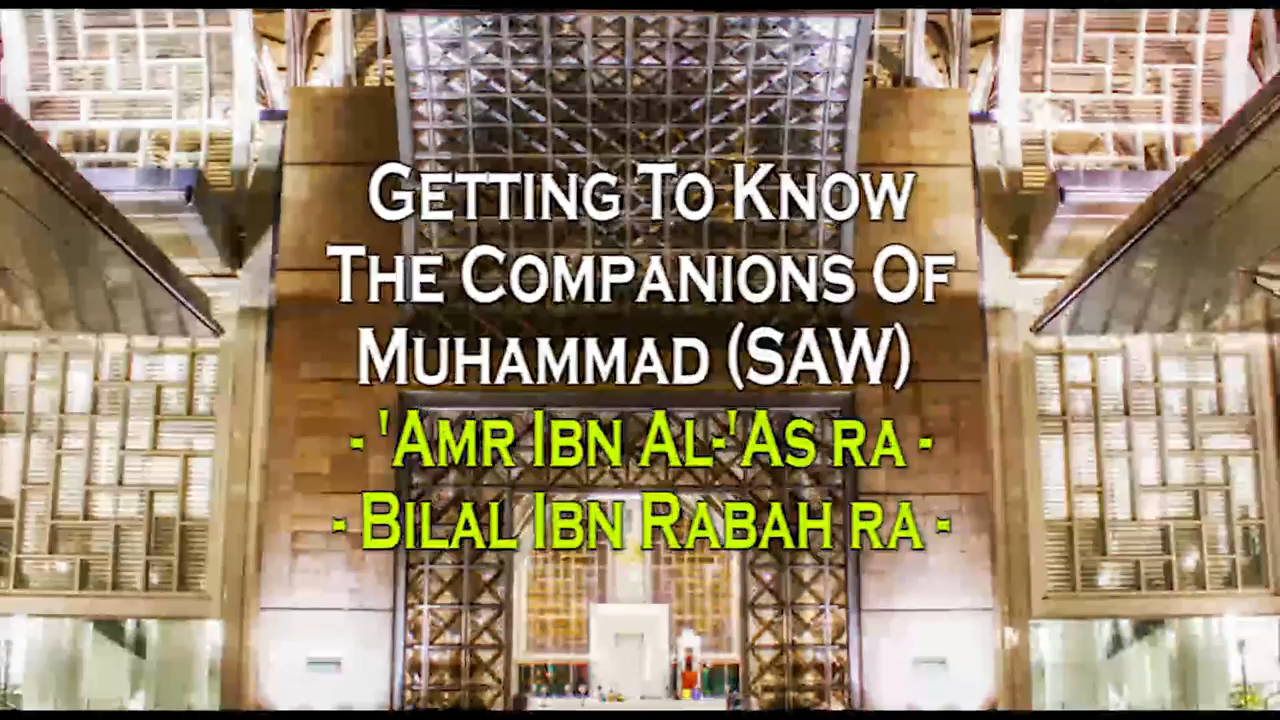 Getting To Know
The Companions Of
Muhammad (SAW)
- 'Amr Ibn Al-'As ra -
- Bilal Ibn Rabah ra -